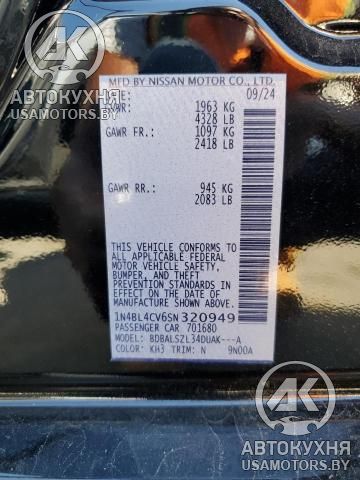 AK
АВТОКУХНЯ
USAMOTORS.BY
MFD BY NISSAN MOTOR CO., LTD.
09/24
1963 KG
4328 LB
GAWR FR.: 1097 KG
2418 LB
GAWR RR.: 945 KG
2083 LB
THIS VEHICLE CONFORMS TO
ALL APPLICABLE FEDERAL
MOTOR VEHICLE SAFETY,
BUMPER, AND THEFT
PREVENTION STANDARDS
IN EFFECT ON THE DATE OF
MANUFACTURE SHOWN ABOVE.
1N4BL4CV6SN320949
PASSENGER CAR 701680
MODEL: BDBALSZL34DUAK---A
COLOR: KH3 TRIM: N 9N00A
AK
АВТОКУХНЯ
USAMOTORS.BY